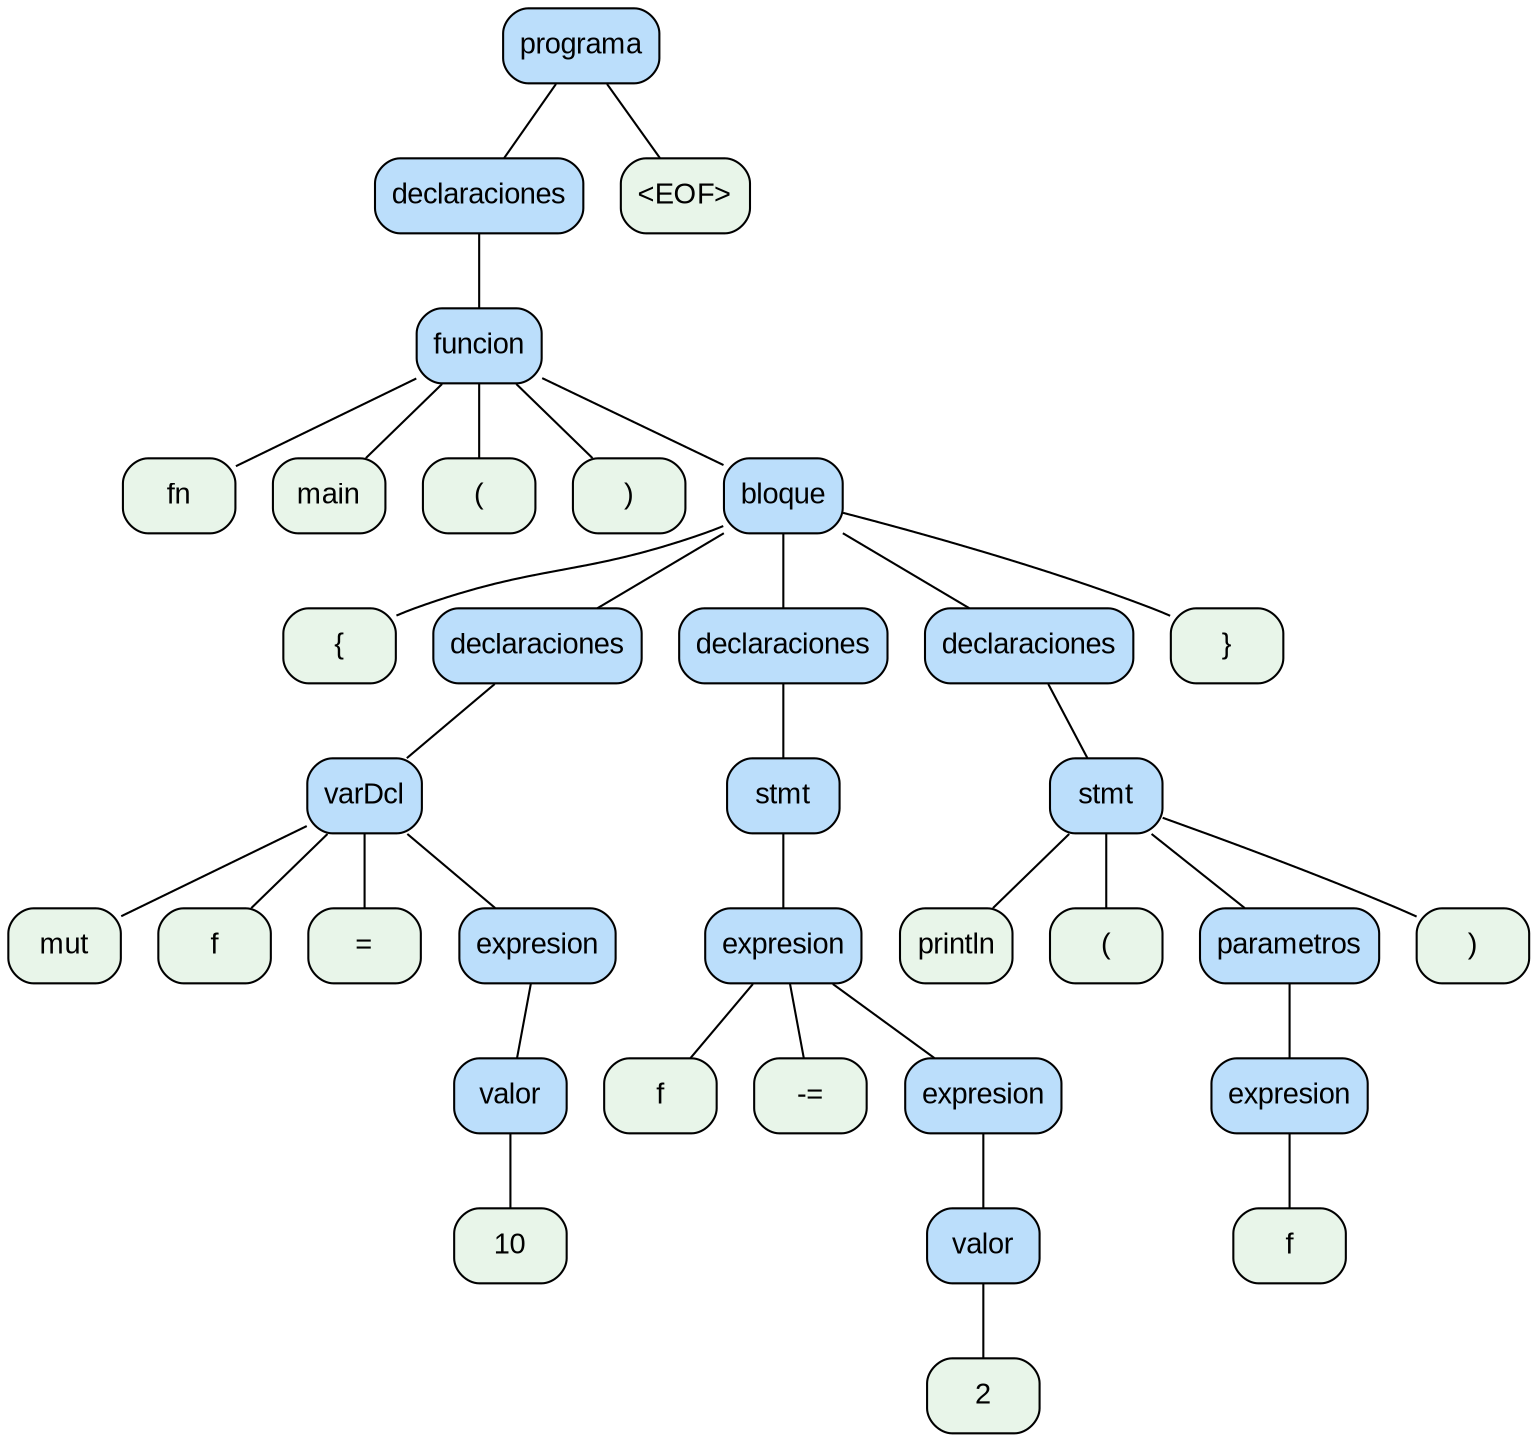 programa
declaraciones
<EOF>
funcion
fn
main
(
)
bloque
{
declaraciones
declaraciones
declaraciones
}
varDcl
stmt
stmt
mut
f
=
expresion
expresion
println
(
parametros
)
valor
f
-=
expresion
expresion
10
valor
f
2